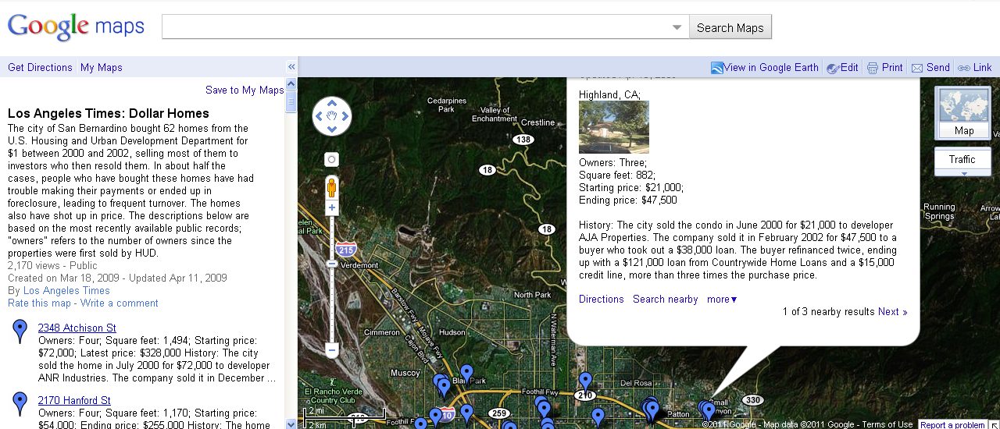 Google maps
Search Maps
Get Directions My Maps
View in Google Earth Edit Print Send Link
Save to My Maps
Los Angeles Times: Dollar Homes
The city of San Bernardino bought 62 homes from the
U.S. Housing and Urban Development Department for
$1 between 2000 and 2002, selling most of them to
investors who then resold them. In about half the
cases, people who have bought these homes have had
trouble making their payments or ended up in
foreclosure, leading to frequent turnover. The homes
also have shot up in price. The descriptions below are
based on the most recently available public records;
"owners" refers to the number of owners since the
properties were first sold by HUD.
2,170 views - Public
Created on Mar 18, 2009 - Updated Apr 11, 2009
By Los Angeles Times
Rate this map - Write a comment
2348 Atchison St
Owners: Four; Square feet: 1,494; Starting price:
$72,000; Latest price: $328,000 History: The city
sold the home in July 2000 for $72,000 to developer
ANR Industries. The company sold it in December ...
2170 Hanford St
Owners: Four; Square feet: 1,170; Starting price:
$54,000; Ending price: $255,000 History: The home
Highland, CA;
Owners: Three;
Square feet: 882;
Starting price: $21,000;
Ending price: $47,500
History: The city sold the condo in June 2000 for $21,000 to developer
AJA Properties. The company sold it in February 2002 for $47,500 to a
buyer who took out a $38,000 loan. The buyer refinanced twice, ending
up with a $121,000 loan from Countrywide Home Loans and a $15,000
credit line, more than three times the purchase price.
Directions Search nearby more
1 of 3 nearby results Next »
Map
Traffic
Cedarpines
Park
Valley of
Enchantment
Crestline
138
18
18
Running
Springs
Arrow
Lake
215
Verdemont
North Park
Barstow Fwy
Mojave Fwy
Cajon Blvd
N Waterman Ave
Cimmeron
Hudson
Muscoy
Foothill Fwy
210
Del Rosa
El Rancho Verde
Country Club
259
Patton
330
2 mi
2 km
©2011 Google - Map data ©2011 Google - Terms of Use
Report a problem